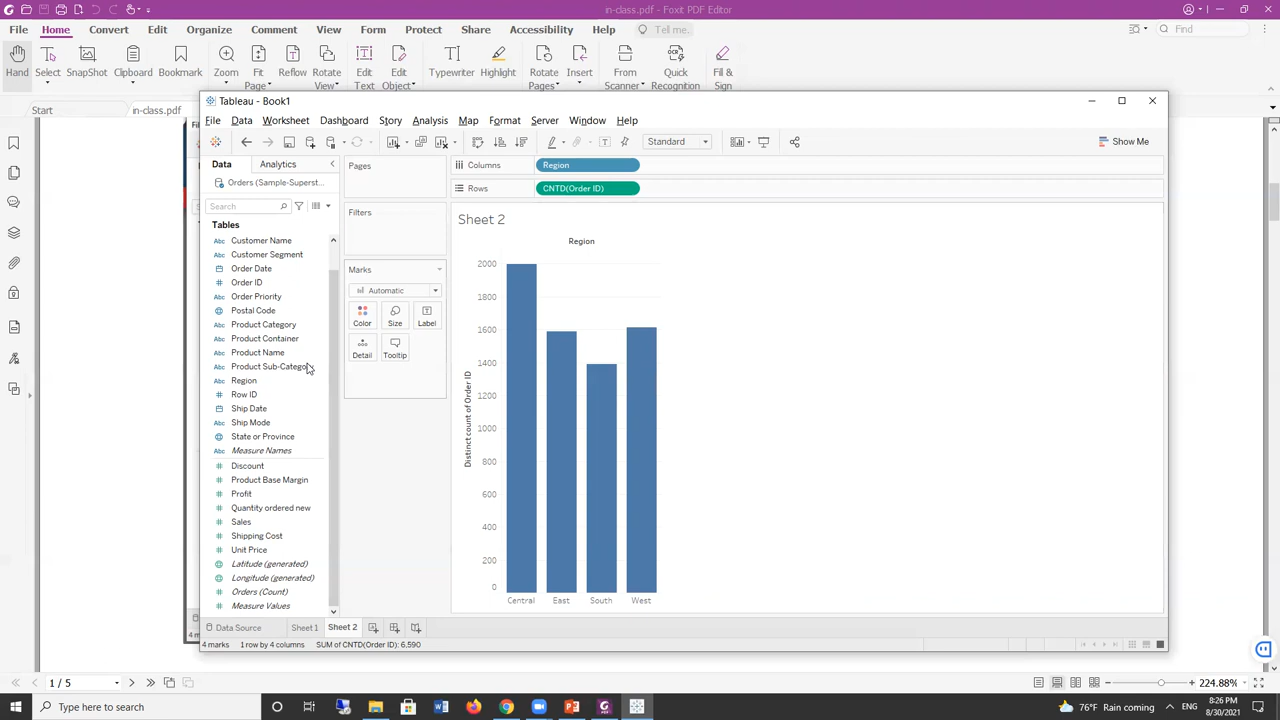 in-class.pdf - Foxit PDF Editor
File Home Convert Edit Organize Comment View Form Protect Share Accessibility Help Tell me.. Find
Hand Select SnapShot Clipboard Bookmark Zoom Fit Page Reflow Rotate View Edit Text Edit Object Typewriter Highlight Rotate Pages Insert From Scanner Quick Recognition Fill & Sign
Start in-class.pdf
Tableau - Book1
File Data Worksheet Dashboard Story Analysis Map Format Server Window Help
Standard Show Me
Data Analytics Pages Columns Region
Orders (Sample-Superst... Rows CNTD(Order ID)
Search Filters
Tables Sheet 2
Customer Name
Customer Segment
Order Date
Order ID
Order Priority
Postal Code
Product Category
Product Container
Product Name
Product Sub-Category
Region
Row ID
Ship Date
Ship Mode
State or Province
Measure Names
Discount
Product Base Margin
Profit
Quantity ordered new
Sales
Shipping Cost
Unit Price
Latitude (generated)
Longitude (generated)
Orders (Count)
Measure Values
Marks
Automatic
Color Size Label
Detail Tooltip
Region
2000
1800
1600
1400
1200
1000
800
600
400
200
0
Distinct count of Order ID
Central East South West
Data Source Sheet 1 Sheet 2
4 marks 1 row by 4 columns SUM of CNTD(Order ID): 6,590
1 / 5 224.88%
Type here to search 76°F Rain coming ENG 8:26 PM
8/30/2021